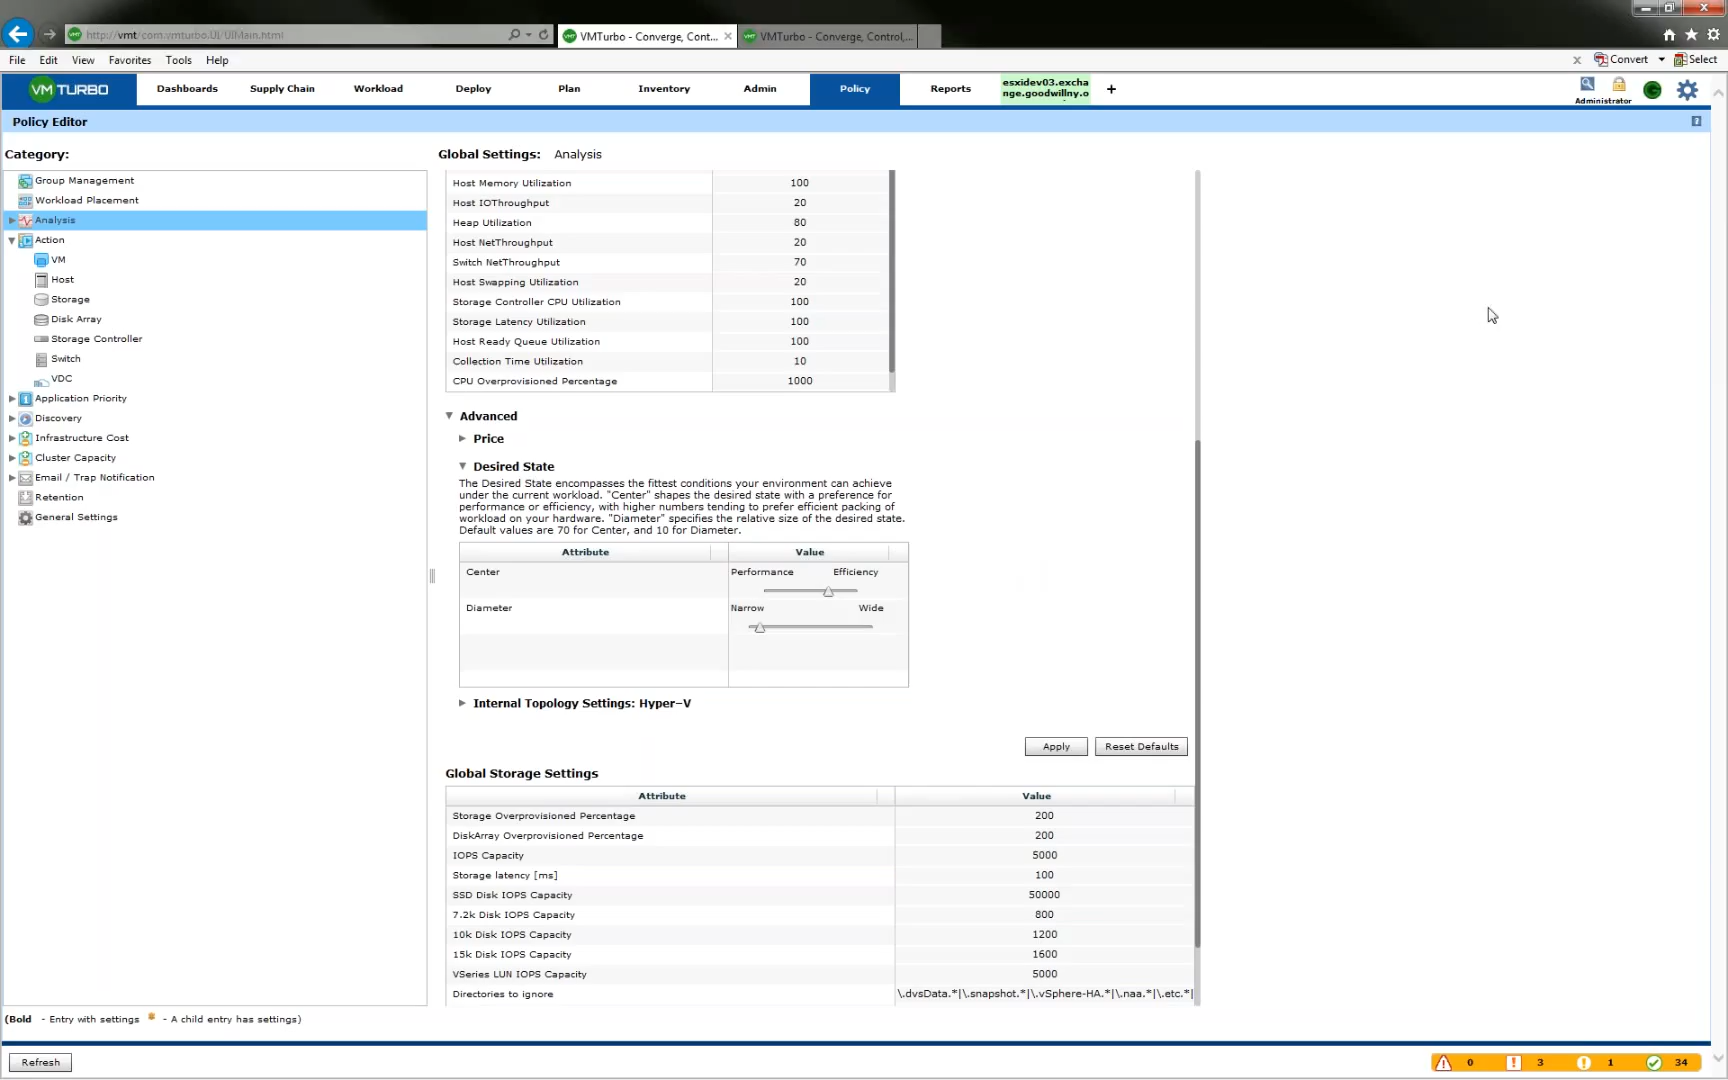 http://vmt/com.vmturbo.UI/UIMain.html
VMTurbo - Converge, Cont...
VMTurbo - Converge, Control,...
File Edit View Favorites Tools Help
Convert Select
VMTURBO Dashboards Supply Chain Workload Deploy Plan Inventory Admin Policy Reports
esxidev03.excha
nge.goodwillny.o
+
Administrator
Policy Editor
Category:
Group Management
Workload Placement
Analysis
Action
VM
Host
Storage
Disk Array
Storage Controller
Switch
VDC
Application Priority
Discovery
Infrastructure Cost
Cluster Capacity
Email / Trap Notification
Retention
General Settings
Global Settings: Analysis
Host Memory Utilization 100
Host IOThroughput 20
Heap Utilization 80
Host NetThroughput 20
Switch NetThroughput 70
Host Swapping Utilization 20
Storage Controller CPU Utilization 100
Storage Latency Utilization 100
Host Ready Queue Utilization 100
Collection Time Utilization 10
CPU Overprovisioned Percentage 1000
Advanced
Price
Desired State
The Desired State encompasses the fittest conditions your environment can achieve
under the current workload. "Center" shapes the desired state with a preference for
performance or efficiency, with higher numbers tending to prefer efficient packing of
workload on your hardware. "Diameter" specifies the relative size of the desired state.
Default values are 70 for Center, and 10 for Diameter.
Attribute Value
Center Performance Efficiency
Diameter Narrow Wide
Internal Topology Settings: Hyper-V
Apply Reset Defaults
Global Storage Settings
Attribute Value
Storage Overprovisioned Percentage 200
DiskArray Overprovisioned Percentage 200
IOPS Capacity 5000
Storage latency [ms] 100
SSD Disk IOPS Capacity 50000
7.2k Disk IOPS Capacity 800
10k Disk IOPS Capacity 1200
15k Disk IOPS Capacity 1600
VSeries LUN IOPS Capacity 5000
Directories to ignore \.dvsData.*|\.snapshot.*|\.vSphere-HA.*|\.naa.*|\.etc.*|
(Bold - Entry with settings * - A child entry has settings)
Refresh
0 3 1 34